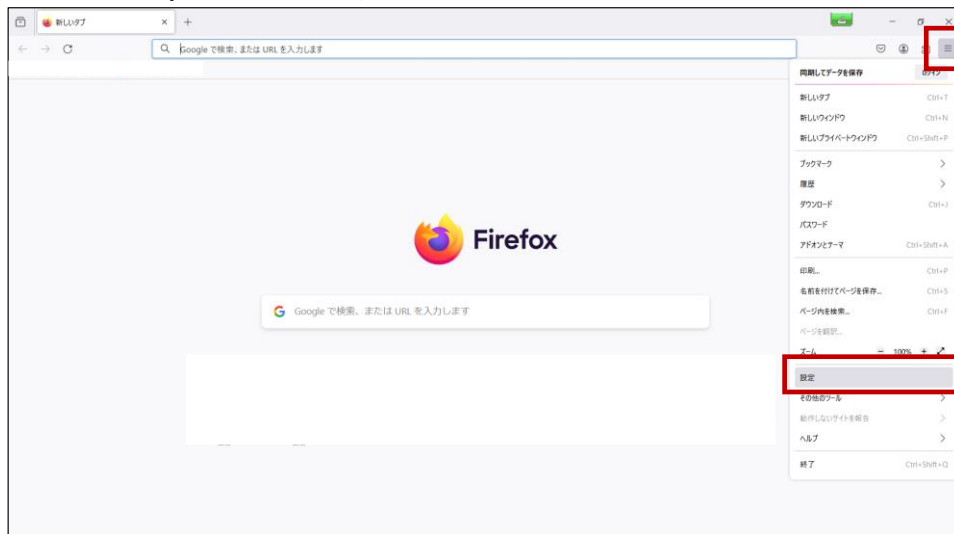 新しいタブ
Google で検索、または URL を入力します
同期してデータを保存
新しいタブ Ctrl+T
新しいウィンドウ Ctrl+N
新しいプライベートウィンドウ Ctrl+Shift+P
ブックマーク
履歴
ダウンロード Ctrl+J
パスワード
アドオンとテーマ Ctrl+Shift+A
印刷... Ctrl+P
名前を付けてページを保存... Ctrl+S
ページ内を検索... Ctrl+F
ページを翻訳...
ズーム 100%
設定
その他のツール
動作しないサイトを報告
ヘルプ
終了 Ctrl+Shift+Q
Firefox
Google で検索、または URL を入力します